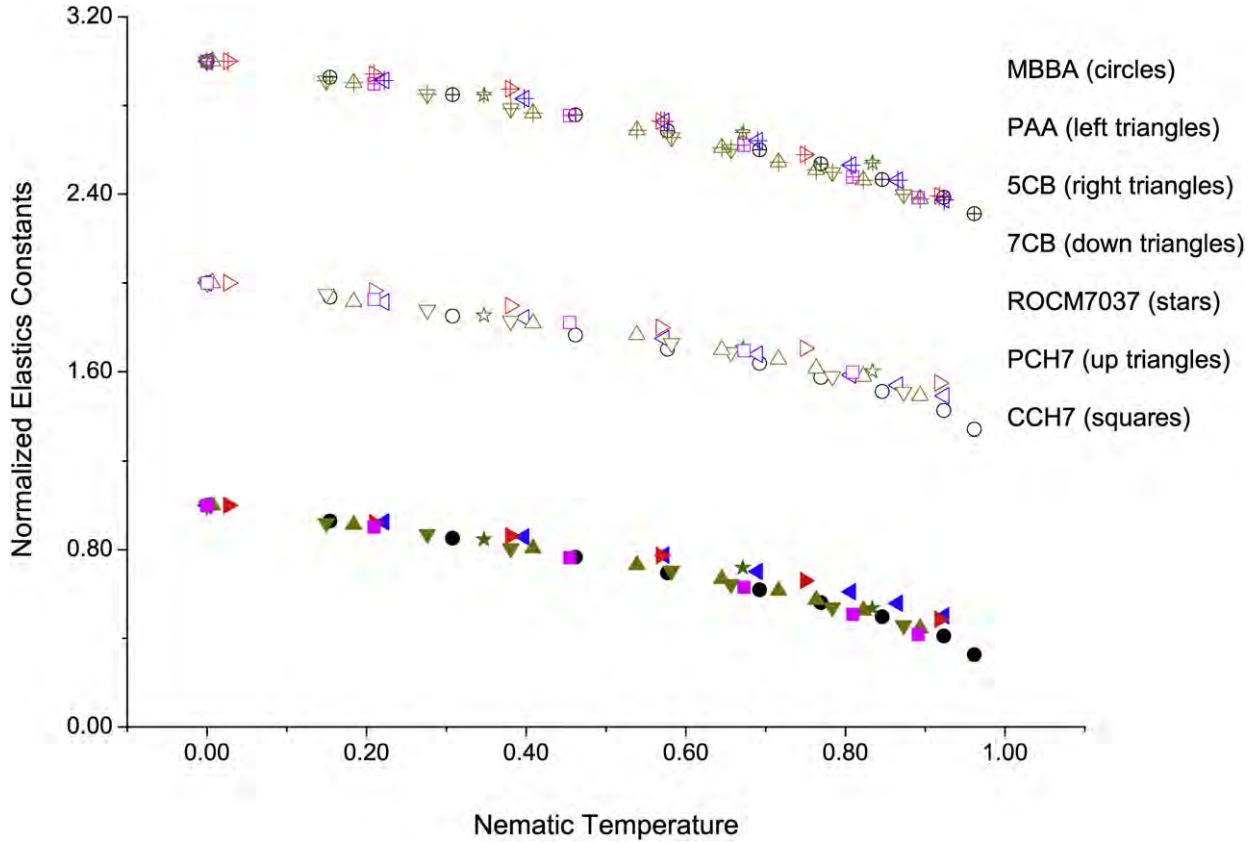 3.20
2.40
1.60
0.80
0.00
Normalized Elastics Constants
0.00 0.20 0.40 0.60 0.80 1.00
Nematic Temperature
MBBA (circles)
PAA (left triangles)
5CB (right triangles)
7CB (down triangles)
ROCM7037 (stars)
PCH7 (up triangles)
CCH7 (squares)